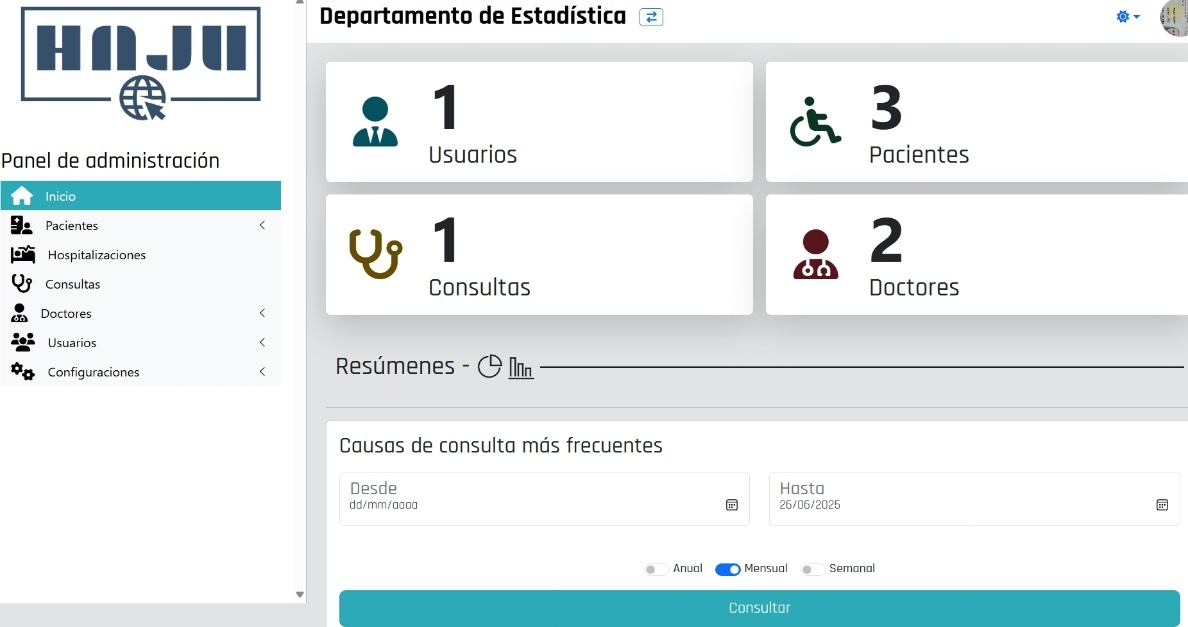 HNJU
Panel de administración
Inicio
Pacientes
Hospitalizaciones
Consultas
Doctores
Usuarios
Configuraciones
Departamento de Estadística
1
Usuarios
3
Pacientes
1
Consultas
2
Doctores
Resúmenes -
Causas de consulta más frecuentes
Desde
dd/mm/aaaa
Hasta
26/06/2025
Anual Mensual Semanal
Consultar